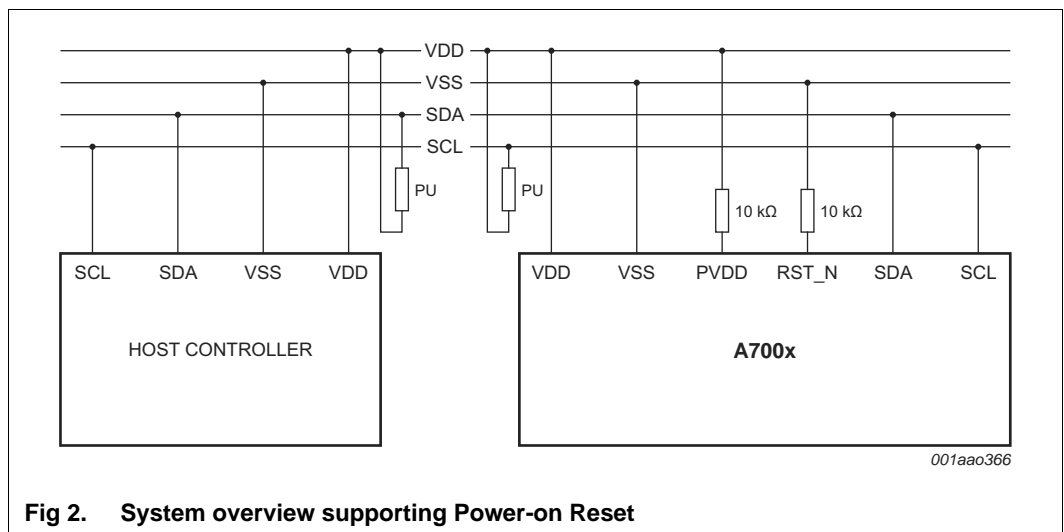 VDD
VSS
SDA
SCL
PU
PU
10 kΩ
10 kΩ
SCL SDA VSS VDD
VDD VSS PVDD RST_N SDA SCL
HOST CONTROLLER
A700x
001aao366
Fig 2. System overview supporting Power-on Reset